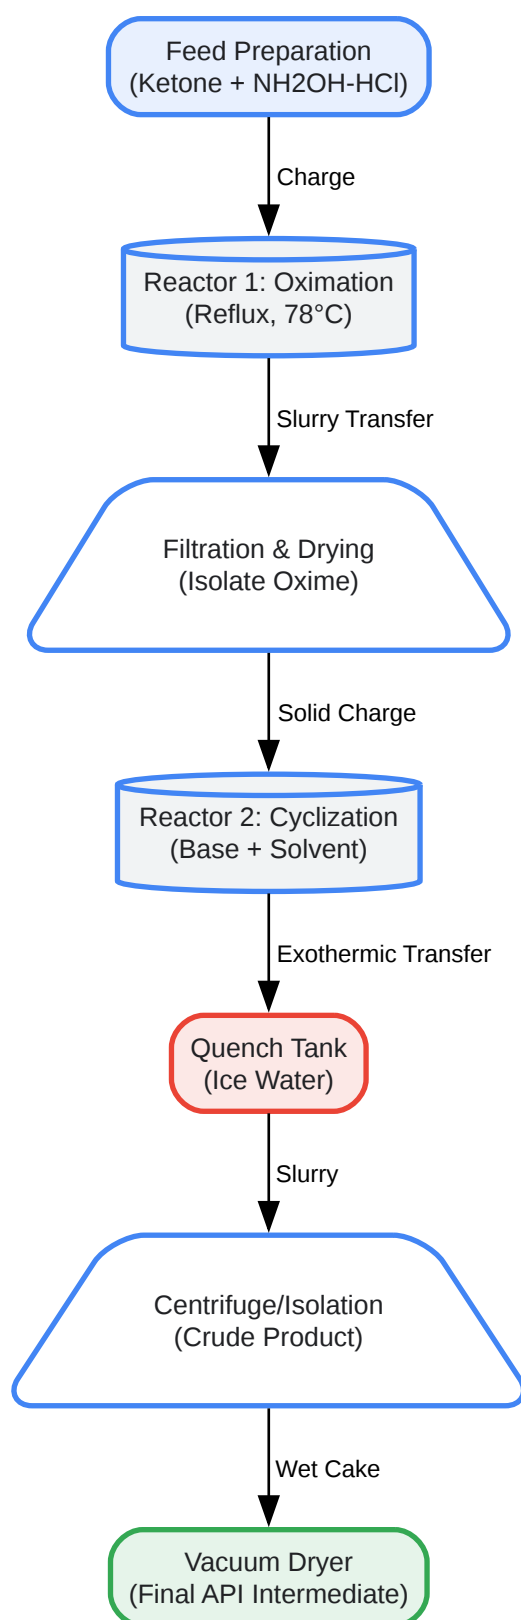 Feed Preparation
(Ketone + NH2OH-HCl)
Charge
Reactor 1: Oximation
(Reflux, 78°C)
Slurry Transfer
Filtration & Drying
(Isolate Oxime)
Solid Charge
Reactor 2: Cyclization
(Base + Solvent)
Exothermic Transfer
Quench Tank
(Ice Water)
Slurry
Centrifuge/Isolation
(Crude Product)
Wet Cake
Vacuum Dryer
(Final API Intermediate)